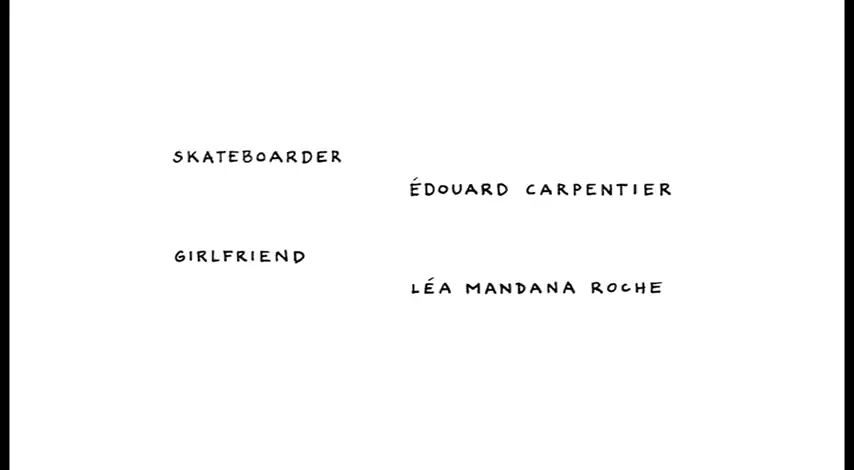 SKATEBOARDER
ÉDOUARD CARPENTIER
GIRLFRIEND
LÉA MANDANA ROCHE